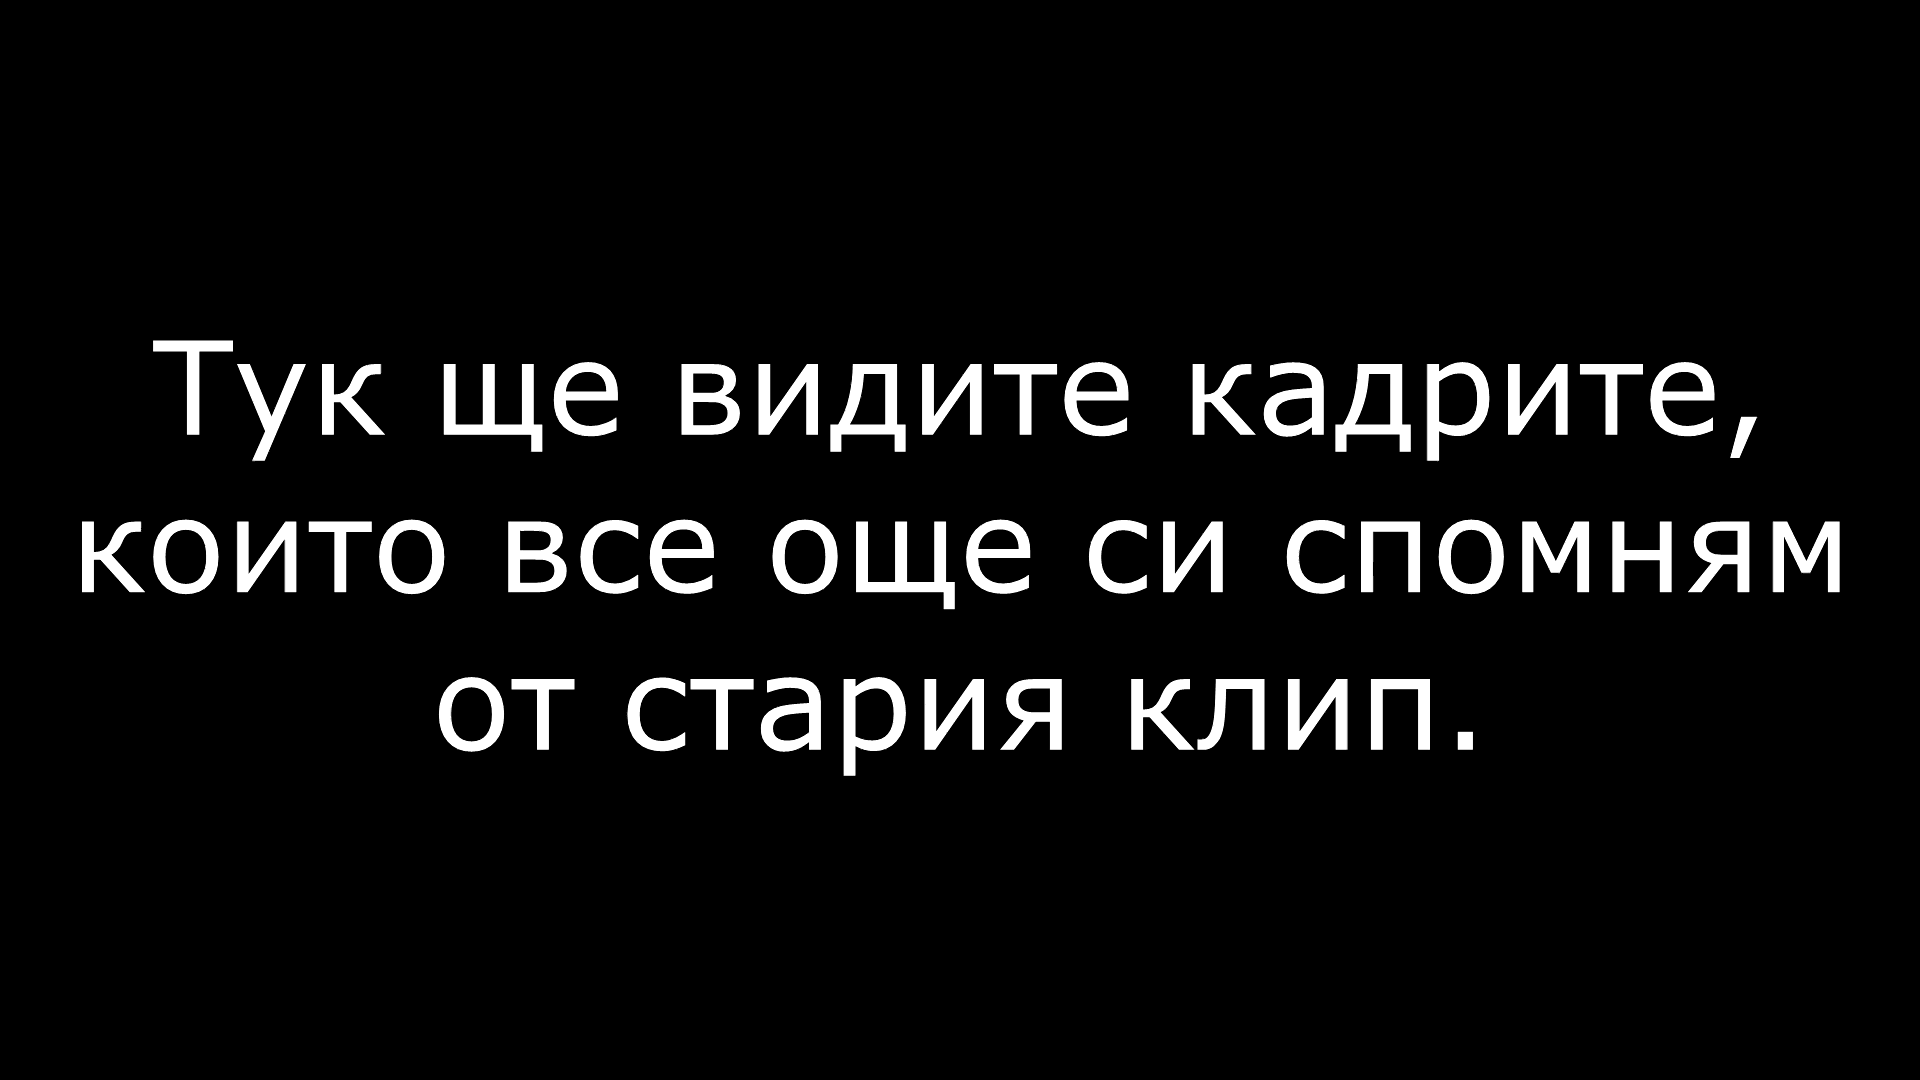 Тук ще видите кадрите,
които все още си спомням
от стария клип.